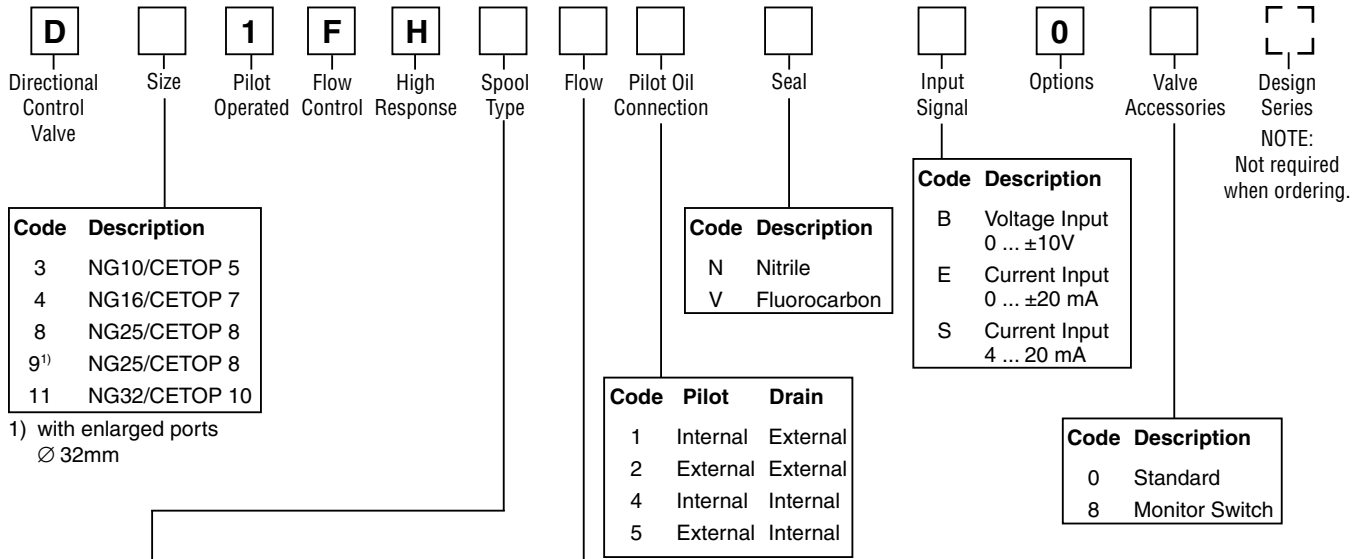 D 1 F H 0
Directional Control Valve
Size
Pilot Operated
Flow Control
High Response
Spool Type
Flow
Pilot Oil Connection
Seal
Input Signal
Options
Valve Accessories
Design Series
NOTE:
Not required
when ordering.
Code Description
3 NG10/CETOP 5
4 NG16/CETOP 7
8 NG25/CETOP 8
9¹⁾ NG25/CETOP 8
11 NG32/CETOP 10
1) with enlarged ports
∅ 32mm
Code Pilot Drain
1 Internal External
2 External External
4 Internal Internal
5 External Internal
Code Description
N Nitrile
V Fluorocarbon
Code Description
B Voltage Input
0 ... ±10V
E Current Input
0 ... ±20 mA
S Current Input
4 ... 20 mA
Code Description
0 Standard
8 Monitor Switch